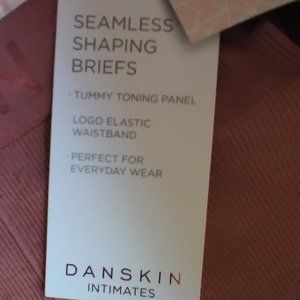 SEAMLESS
SHAPING
BRIEFS
· TUMMY TONING PANEL
· LOGO ELASTIC
WAISTBAND
· PERFECT FOR
EVERYDAY WEAR
DANSKIN
INTIMATES